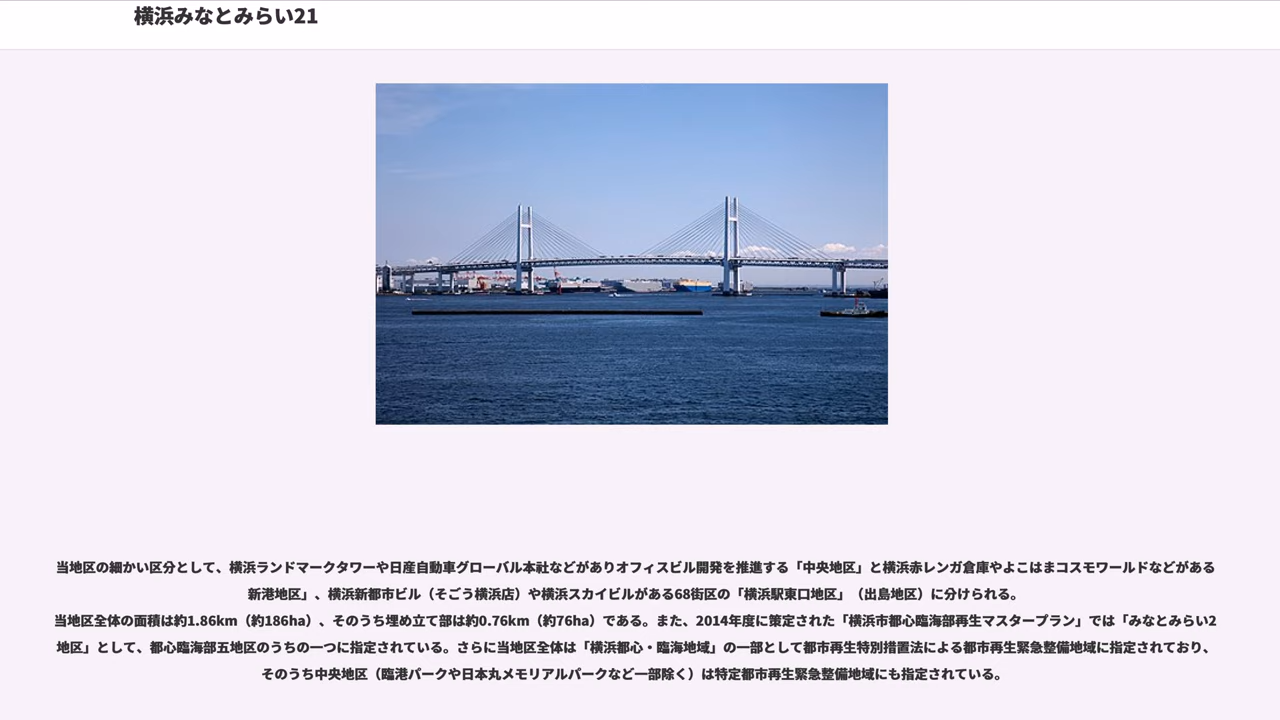 横浜みなとみらい21
当地区の細かい区分として、横浜ランドマークタワーや日産自動車グローバル本社などがありオフィスビル開発を推進する「中央地区」と横浜赤レンガ倉庫やよこはまコスモワールドなどがある
新港地区」、横浜新都市ビル（そごう横浜店）や横浜スカイビルがある68街区の「横浜駅東口地区」（出島地区）に分けられる。
当地区全体の面積は約1.86km（約186ha）、そのうち埋め立て部は約0.76km（約76ha）である。また、2014年度に策定された「横浜市都心臨海部再生マスタープラン」では「みなとみらい2
地区」として、都心臨海部五地区のうちの一つに指定されている。さらに当地区全体は「横浜都心・臨海地域」の一部として都市再生特別措置法による都市再生緊急整備地域に指定されており、
そのうち中央地区（臨港パークや日本丸メモリアルパークなど一部除く）は特定都市再生緊急整備地域にも指定されている。